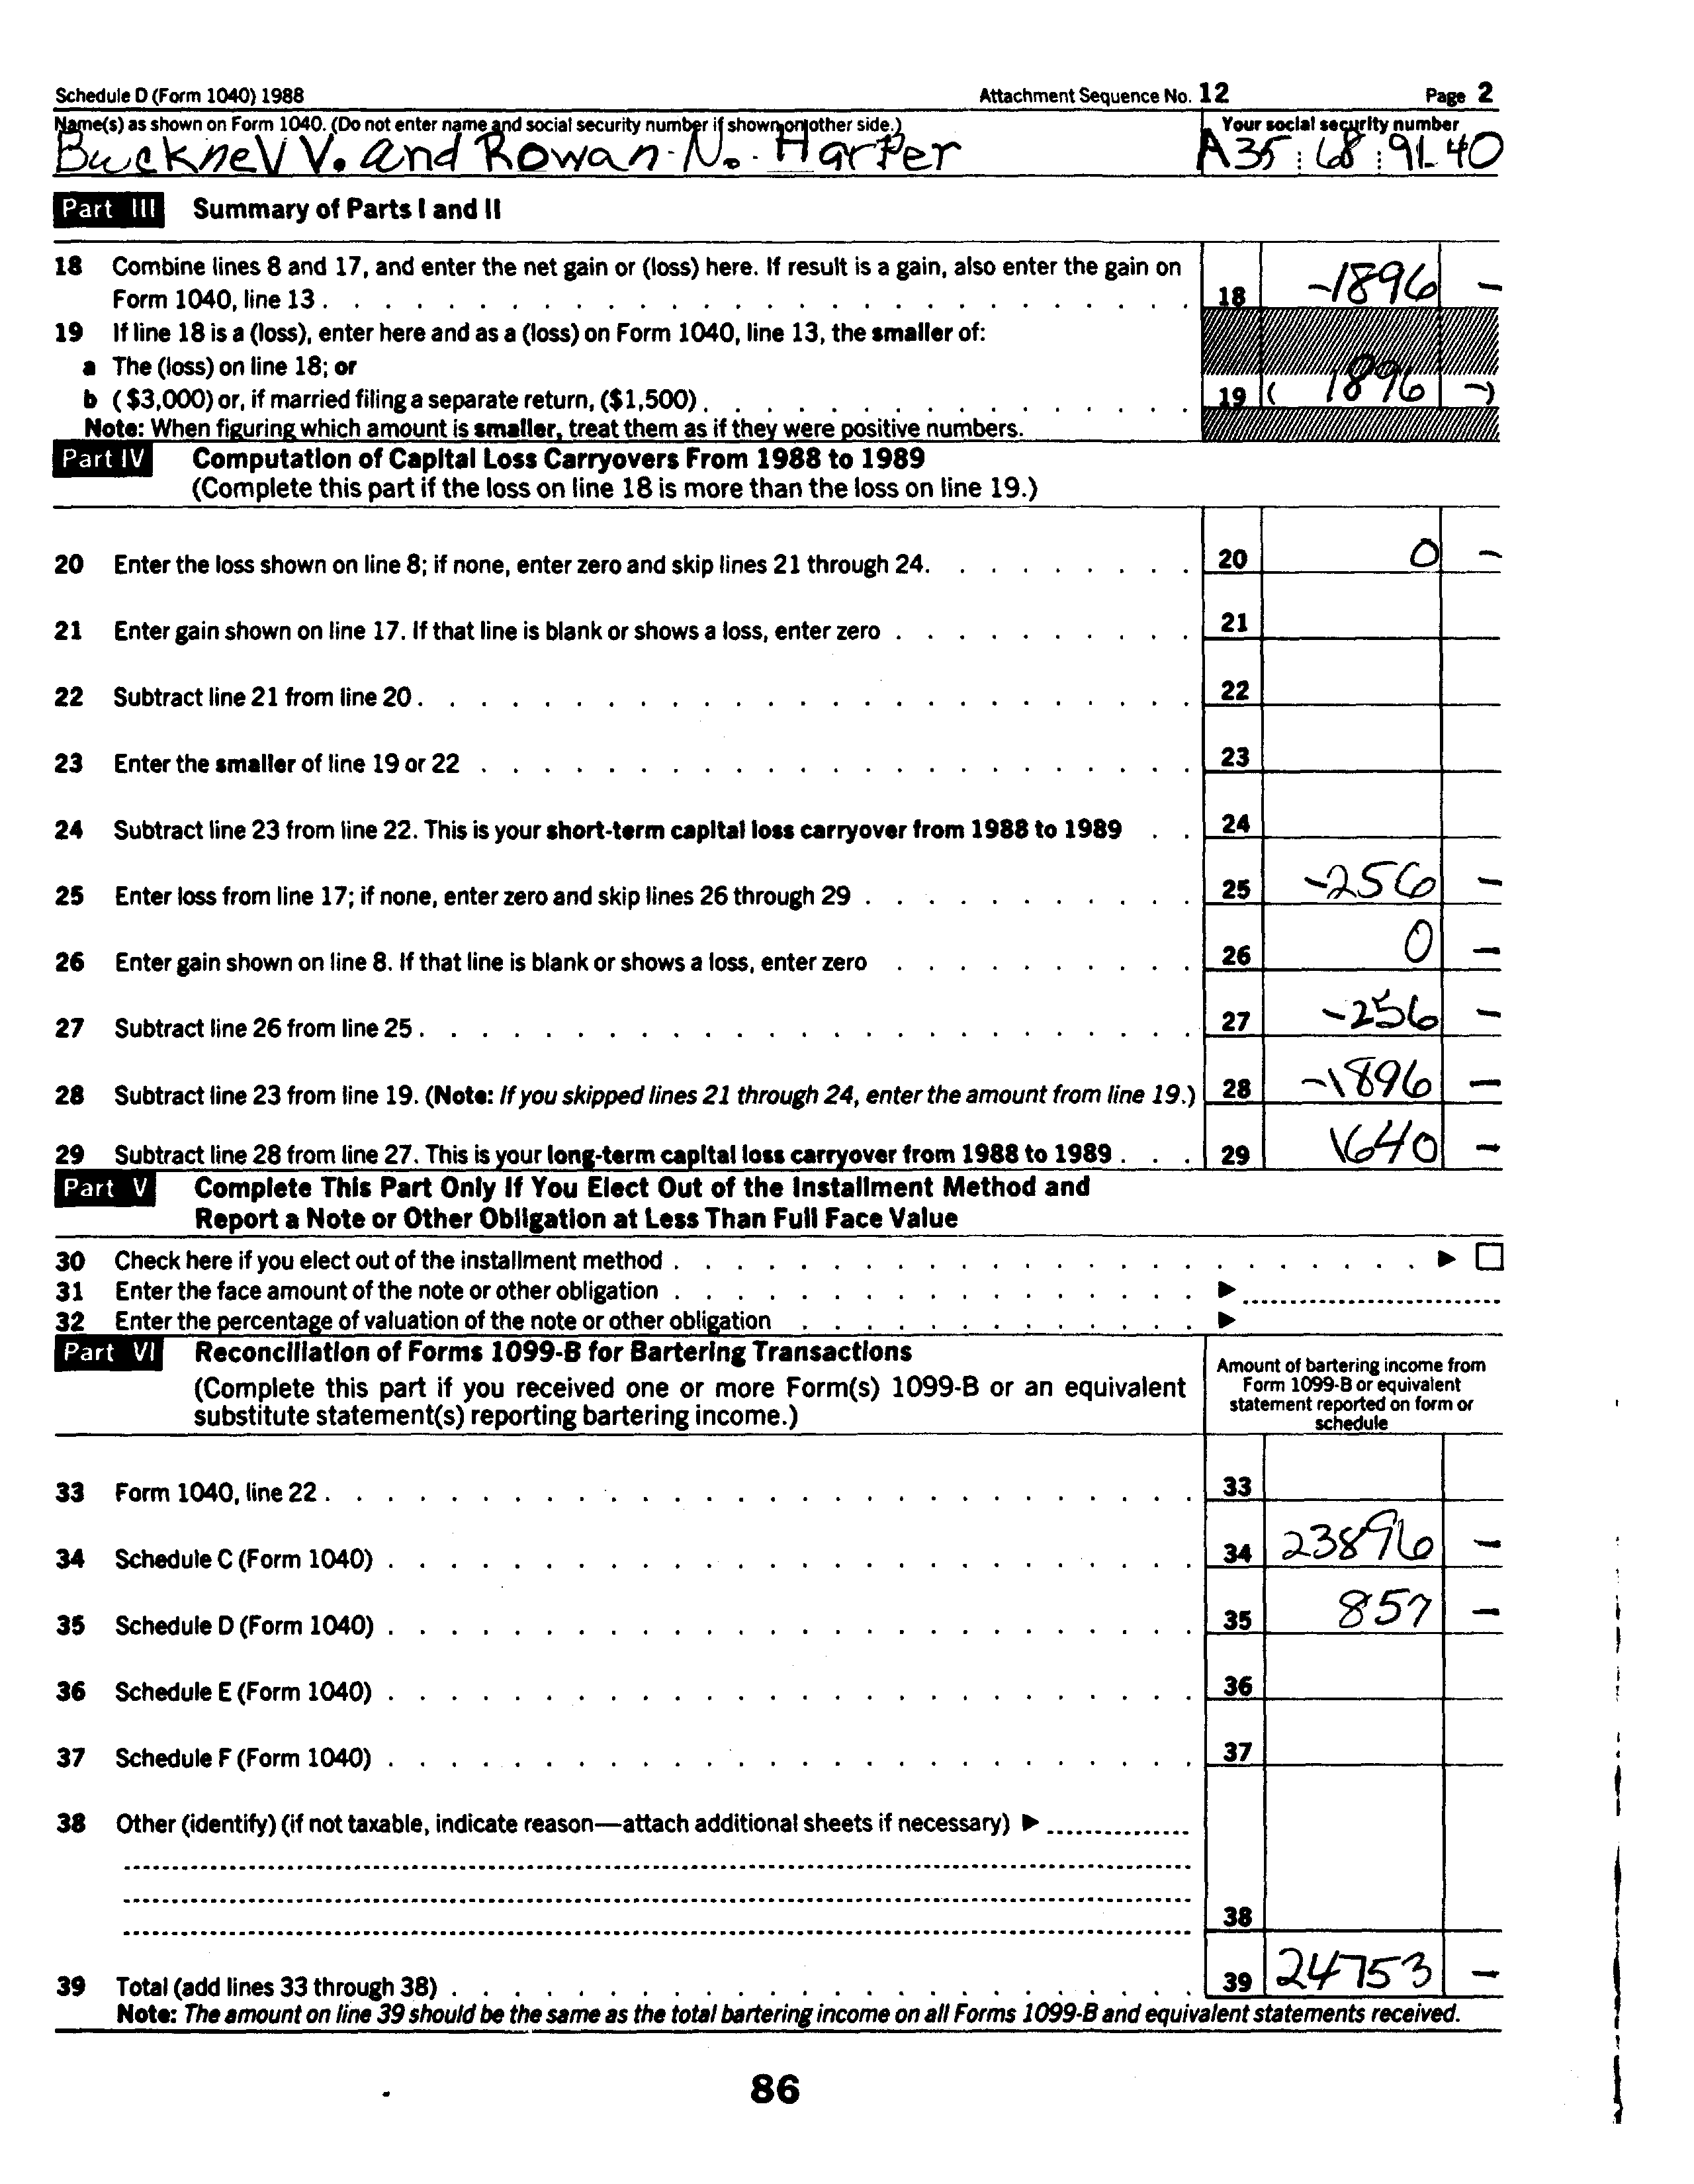 Schedule D (Form 1040) 1988 Attachment Sequence No. 12 Page 2
Name(s) as shown on Form 1040. (Do not enter name and social security number if shown on other side.) Your social security number
Bucknel V. and Rowan N. Harper A35 68 9140
Part III Summary of Parts I and II
18 Combine lines 8 and 17, and enter the net gain or (loss) here. If result is a gain, also enter the gain on
Form 1040, line 13 . 18 -1896 -
19 If line 18 is a (loss), enter here and as a (loss) on Form 1040, line 13, the smaller of:
a The (loss) on line 18; or
b ($3,000) or, if married filing a separate return, ($1,500) . 19 ( 1896 -)
Note: When figuring which amount is smaller, treat them as if they were positive numbers.
Part IV Computation of Capital Loss Carryovers From 1988 to 1989
(Complete this part if the loss on line 18 is more than the loss on line 19.)
20 Enter the loss shown on line 8; if none, enter zero and skip lines 21 through 24. 20 0 -
21 Enter gain shown on line 17. If that line is blank or shows a loss, enter zero . 21
22 Subtract line 21 from line 20 . 22
23 Enter the smaller of line 19 or 22 . 23
24 Subtract line 23 from line 22. This is your short-term capital loss carryover from 1988 to 1989 . 24
25 Enter loss from line 17; if none, enter zero and skip lines 26 through 29 . 25 -256 -
26 Enter gain shown on line 8. If that line is blank or shows a loss, enter zero . 26 0 -
27 Subtract line 26 from line 25 . 27 -256 -
28 Subtract line 23 from line 19. (Note: If you skipped lines 21 through 24, enter the amount from line 19.) 28 -1896 -
29 Subtract line 28 from line 27. This is your long-term capital loss carryover from 1988 to 1989 . 29 1640 -
Part V Complete This Part Only If You Elect Out of the Installment Method and
Report a Note or Other Obligation at Less Than Full Face Value
30 Check here if you elect out of the installment method . ▶ ☐
31 Enter the face amount of the note or other obligation . ▶
32 Enter the percentage of valuation of the note or other obligation . ▶
Part VI Reconciliation of Forms 1099-B for Bartering Transactions
(Complete this part if you received one or more Form(s) 1099-B or an equivalent
substitute statement(s) reporting bartering income.)
Amount of bartering income from
Form 1099-B or equivalent
statement reported on form or
schedule
33 Form 1040, line 22 . 33
34 Schedule C (Form 1040) . 34 23896 -
35 Schedule D (Form 1040) . 35 857 -
36 Schedule E (Form 1040) . 36
37 Schedule F (Form 1040) . 37
38 Other (identify) (if not taxable, indicate reason—attach additional sheets if necessary) ▶
38
39 Total (add lines 33 through 38) . 39 24753 -
Note: The amount on line 39 should be the same as the total bartering income on all Forms 1099-B and equivalent statements received.
86